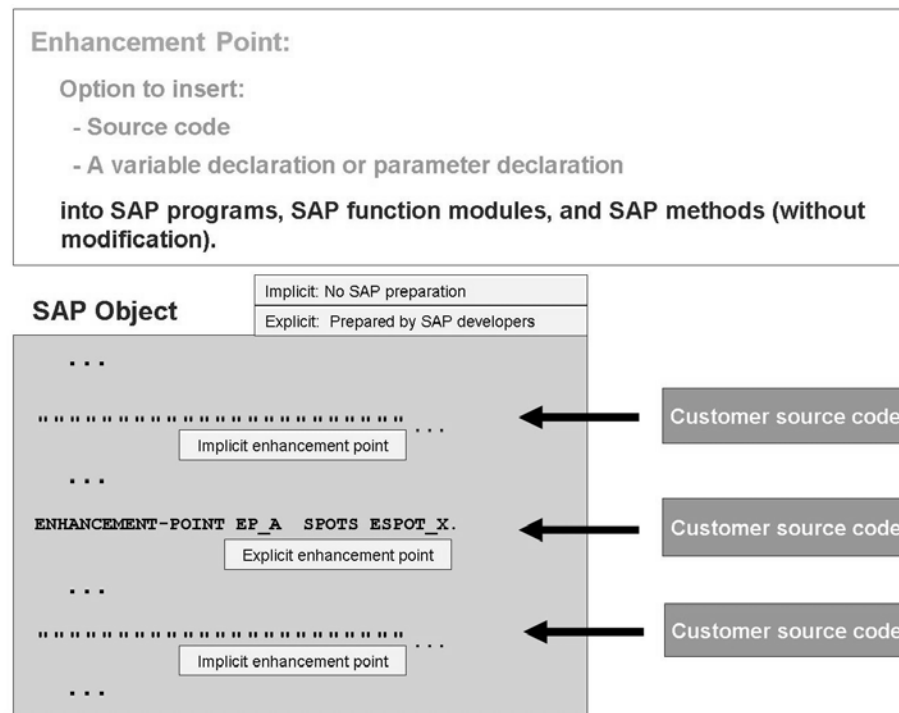 Enhancement Point:
Option to insert:
- Source code
- A variable declaration or parameter declaration
into SAP programs, SAP function modules, and SAP methods (without
modification).
SAP Object
Implicit: No SAP preparation
Explicit: Prepared by SAP developers
...
"""""""""""""""""""""""...
Implicit enhancement point
Customer source code
...
ENHANCEMENT-POINT EP_A SPOTS ESPOT_X.
Explicit enhancement point
Customer source code
...
"""""""""""""""""""""""...
Implicit enhancement point
Customer source code
...